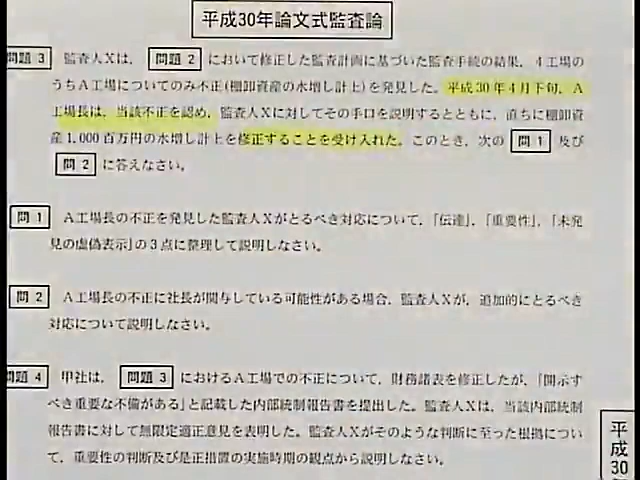 平成30年論文式監査論
問題 3 監査人Xは、 問題 2 において修正した監査計画に基づいた監査手続の結果、4工場の
うちA工場についてのみ不正(棚卸資産の水増し計上)を発見した。平成30年4月下旬、A
工場長は、当該不正を認め、監査人Xに対してその手口を説明するとともに、直ちに棚卸資
産1,000百万円の水増し計上を修正することを受け入れた。このとき、次の 問 1 及び
問 2 に答えなさい。
問 1 A工場長の不正を発見した監査人Xがとるべき対応について、「伝達」、「重要性」、「未発
見の虚偽表示」の3点に整理して説明しなさい。
問 2 A工場長の不正に社長が関与している可能性がある場合、監査人Xが、追加的にとるべき
対応について説明しなさい。
問題 4 甲社は、 問題 3 におけるA工場での不正について、財務諸表を修正したが、「開示す
べき重要な不備がある」と記載した内部統制報告書を提出した。監査人Xは、当該内部統制
報告書に対して無限定適正意見を表明した。監査人Xがそのような判断に至った根拠につい
て、重要性の判断及び是正措置の実施時期の観点から説明しなさい。
平成30